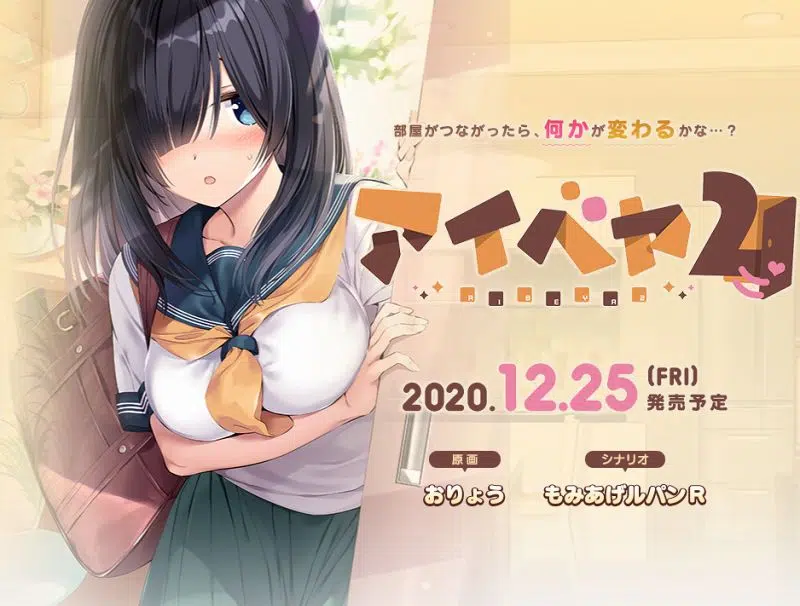 部屋がつながったら、何かが変わるかな…？
アイベヤ2
AIBEYA2
2020.12.25(FRI)発売予定
原画
おりょう
シナリオ
もみあげルパンR